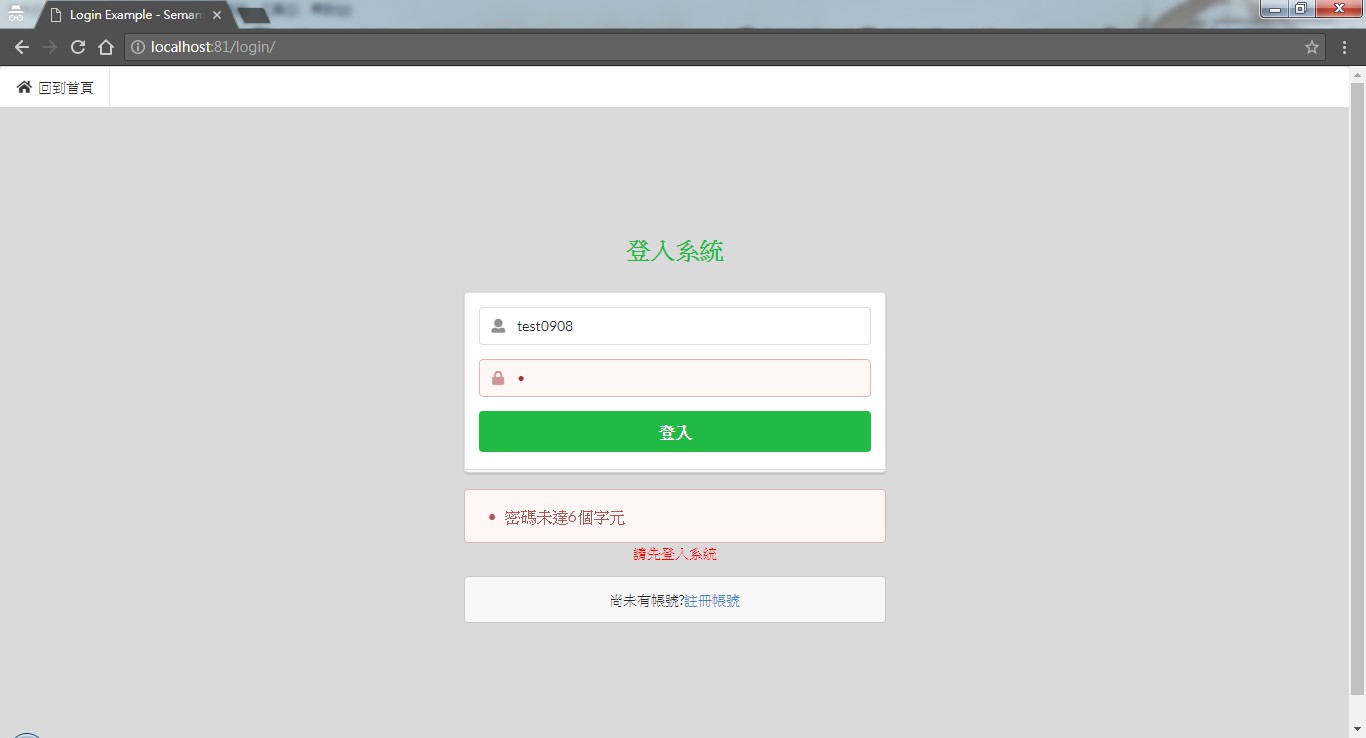 Login Example - Seman
localhost:81/login/
回到首頁
登入系統
test0908
登入
密碼未達6個字元
請先登入系統
尚未有帳號?註冊帳號